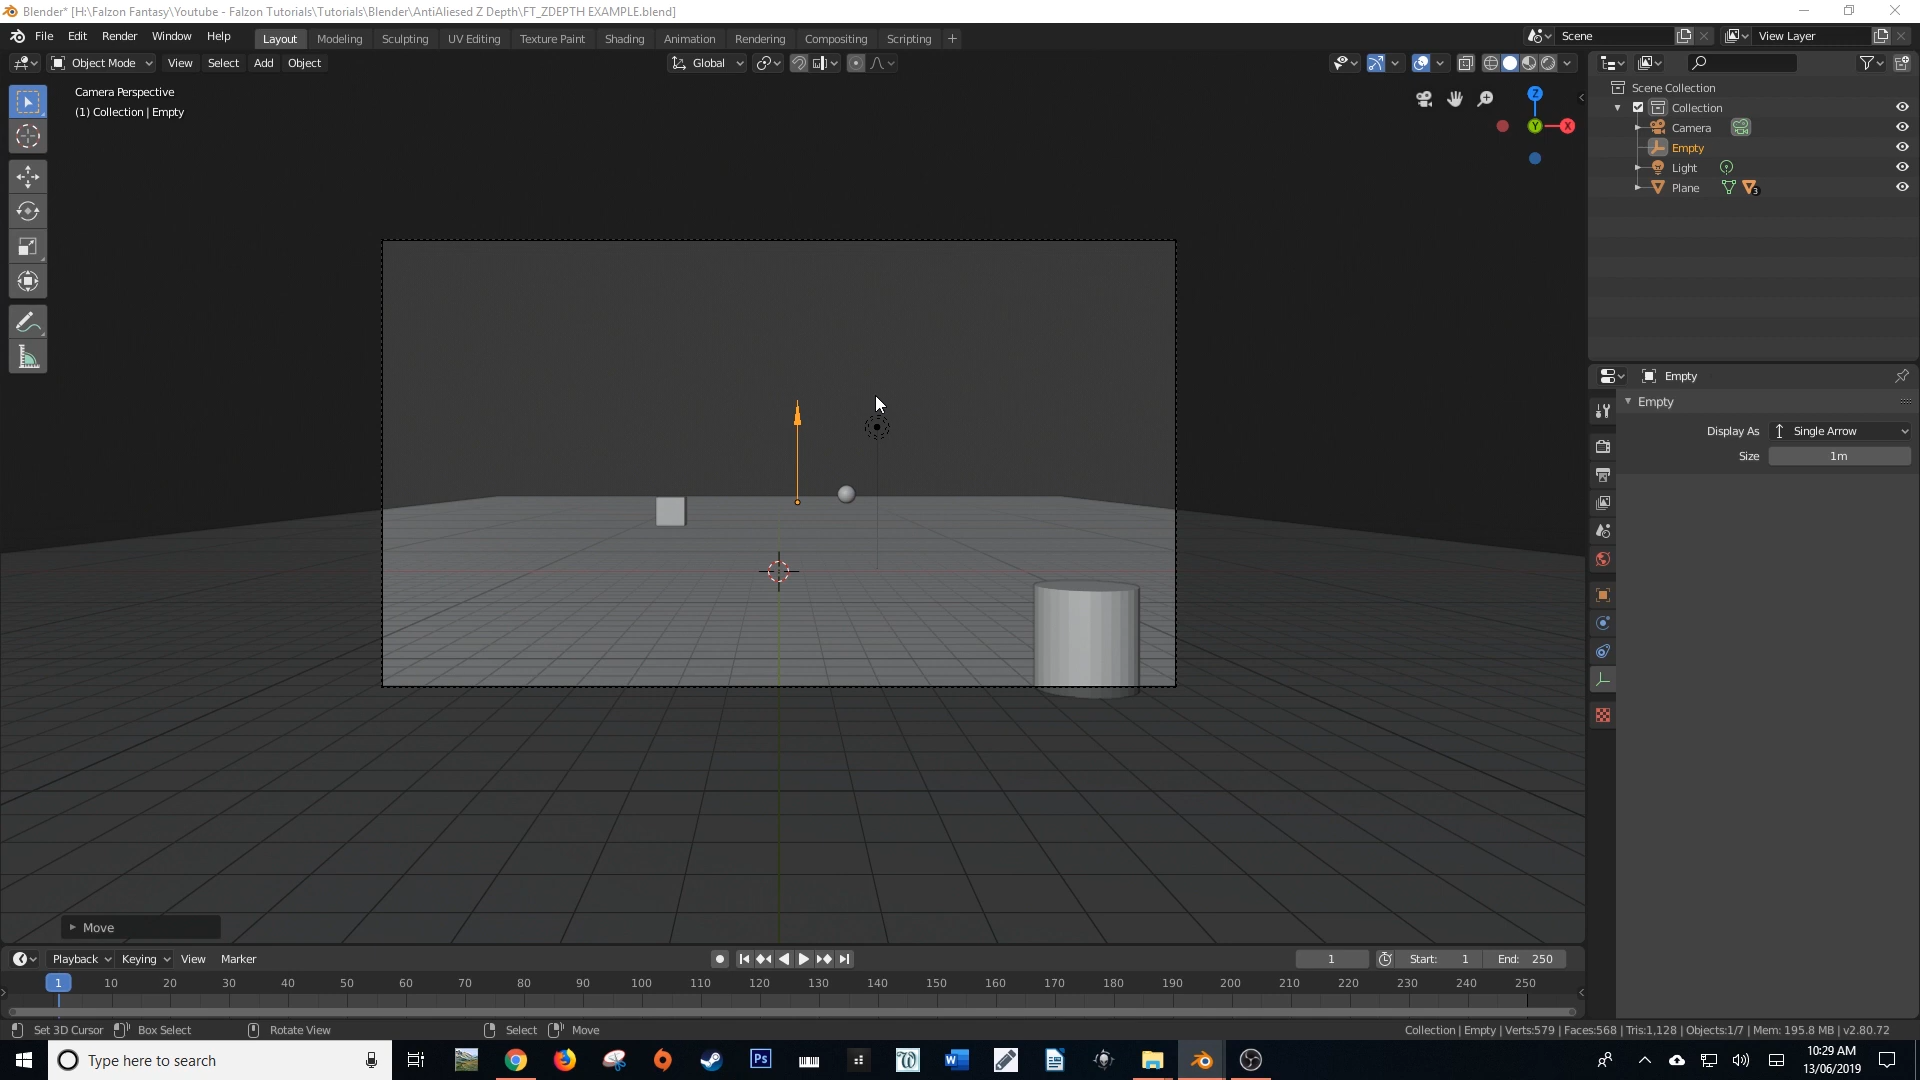 Blender* [H:\Falzon Fantasy\Youtube - Falzon Tutorials\Tutorials\Blender\AntiAliesed Z Depth\FT_ZDEPTH EXAMPLE.blend]
File Edit Render Window Help Layout Modeling Sculpting UV Editing Texture Paint Shading Animation Rendering Compositing Scripting + Scene View Layer
Object Mode View Select Add Object Global
Camera Perspective
(1) Collection | Empty
Z
Y
X
Scene Collection
Collection
Camera
Empty
Light
Plane 3
Empty
Empty
Display As Single Arrow
Size 1m
Move
Playback Keying View Marker 1 Start: 1 End: 250
1 10 20 30 40 50 60 70 80 90 100 110 120 130 140 150 160 170 180 190 200 210 220 230 240 250
Set 3D Cursor Box Select Rotate View Select Move Collection | Empty | Verts:579 | Faces:568 | Tris:1,128 | Objects:1/7 | Mem: 195.8 MB | v2.80.72
Type here to search Ps W
10:29 AM
13/06/2019